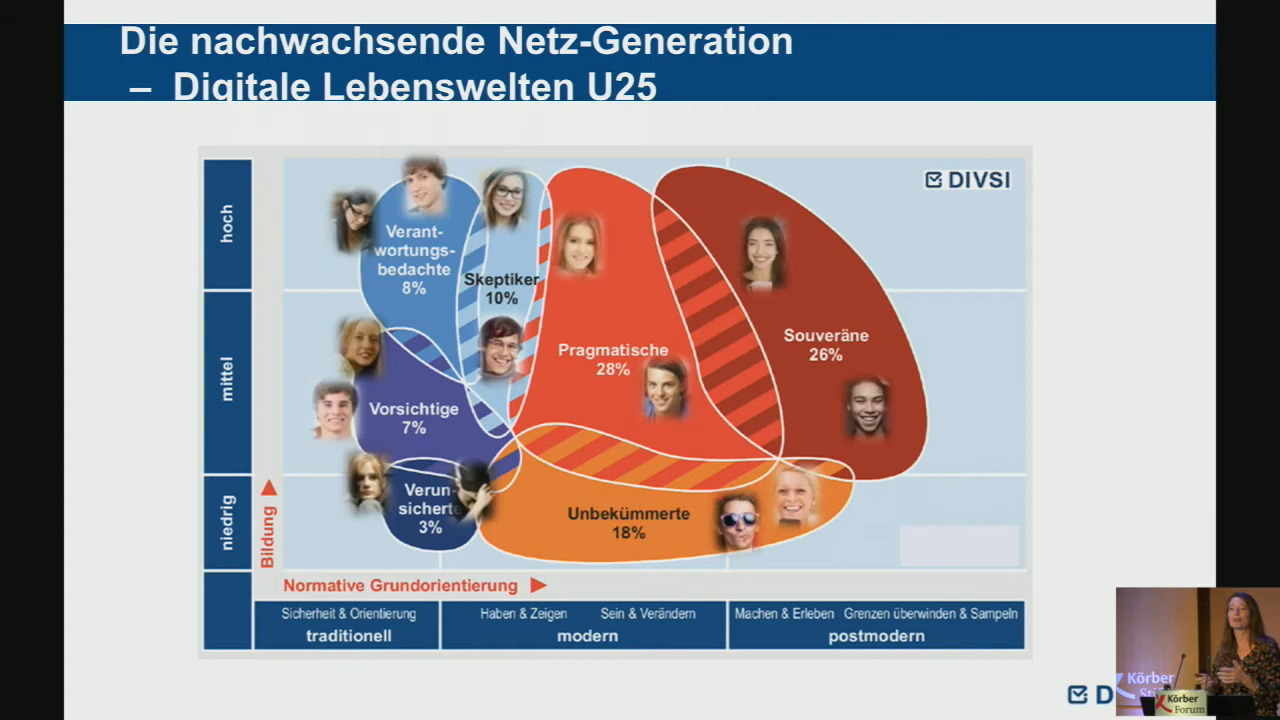 Die nachwachsende Netz-Generation
– Digitale Lebenswelten U25
DIVSI
hoch
mittel
niedrig
Bildung
Verant-
wortungs-
bedachte
8%
Skeptiker
10%
Pragmatische
28%
Souveräne
26%
Vorsichtige
7%
Verun-
sicherte
3%
Unbekümmerte
18%
Normative Grundorientierung
Sicherheit & Orientierung
traditionell
Haben & Zeigen Sein & Verändern
modern
Machen & Erleben Grenzen überwinden & Sampeln
postmodern
D
Körber
Körber
Forum